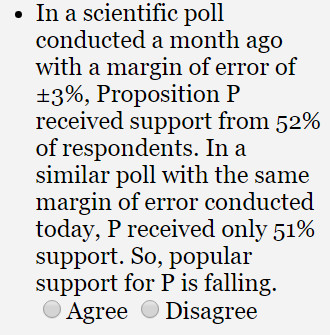 In a scientific poll
conducted a month ago
with a margin of error of
±3%, Proposition P
received support from 52%
of respondents. In a
similar poll with the same
margin of error conducted
today, P received only 51%
support. So, popular
support for P is falling.
Agree Disagree